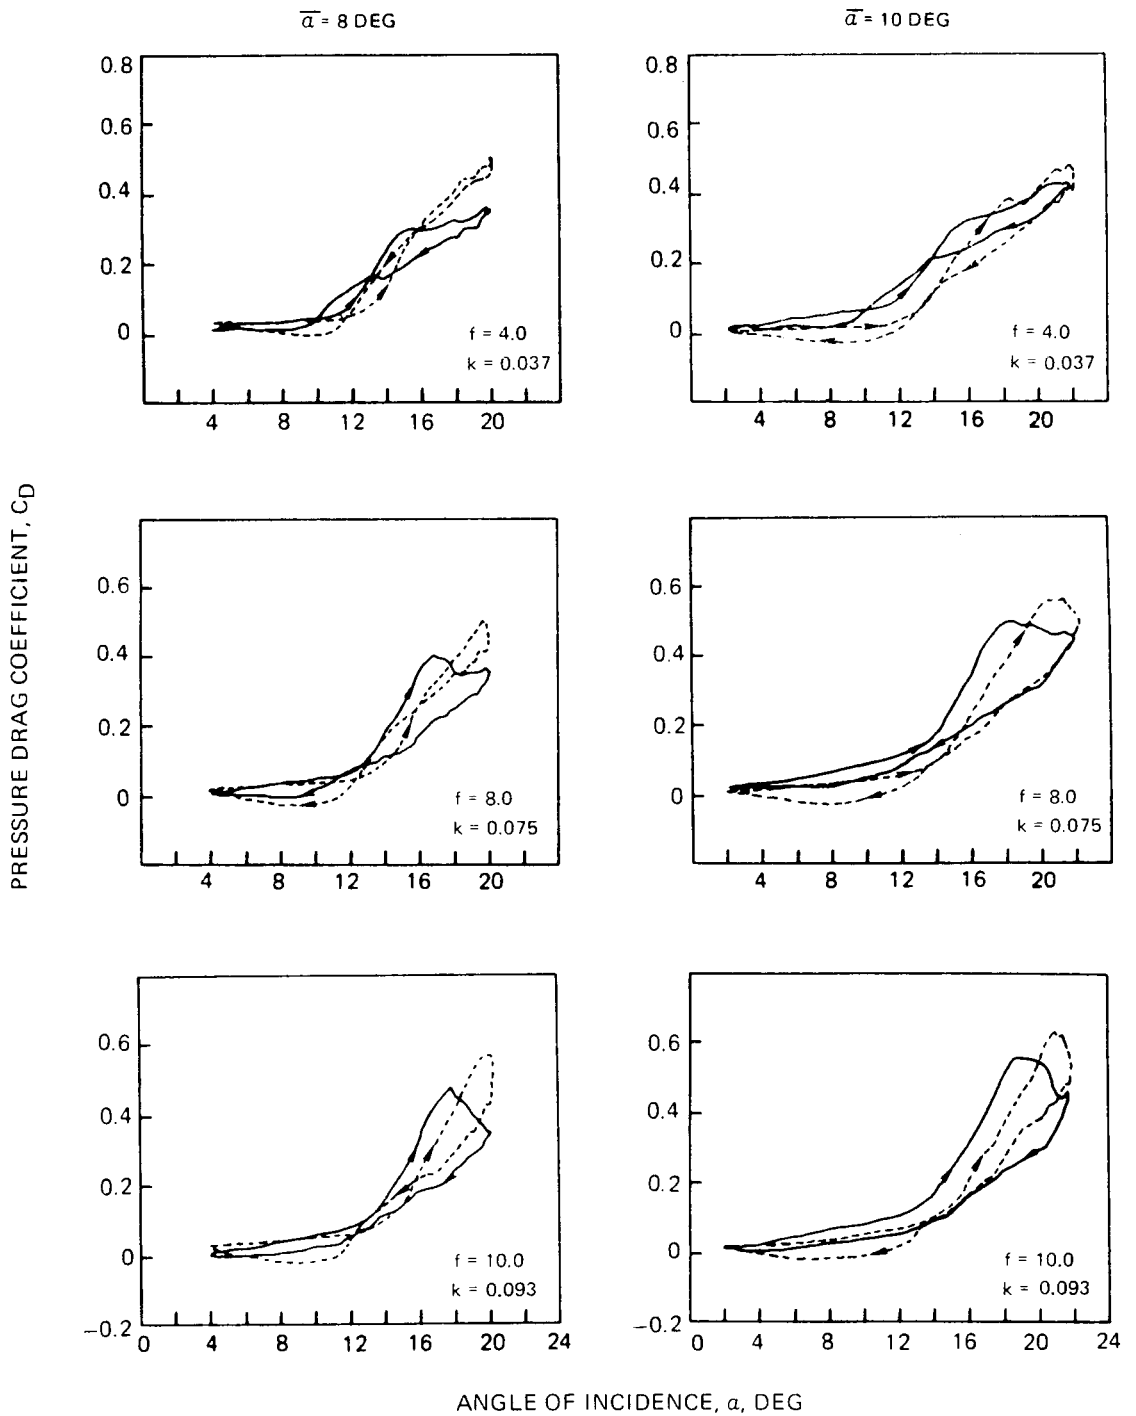 α̅ = 8 DEG
α̅ = 10 DEG
0.8
0.6
0.4
0.2
0
f = 4.0
k = 0.037
4 8 12 16 20
0.8
0.6
0.4
0.2
0
f = 4.0
k = 0.037
4 8 12 16 20
PRESSURE DRAG COEFFICIENT, CD
0.6
0.4
0.2
0
f = 8.0
k = 0.075
4 8 12 16 20
0.6
0.4
0.2
0
f = 8.0
k = 0.075
4 8 12 16 20
0.6
0.4
0.2
0
−0.2
f = 10.0
k = 0.093
0 4 8 12 16 20 24
0.6
0.4
0.2
0
−0.2
f = 10.0
k = 0.093
0 4 8 12 16 20 24
ANGLE OF INCIDENCE, α, DEG